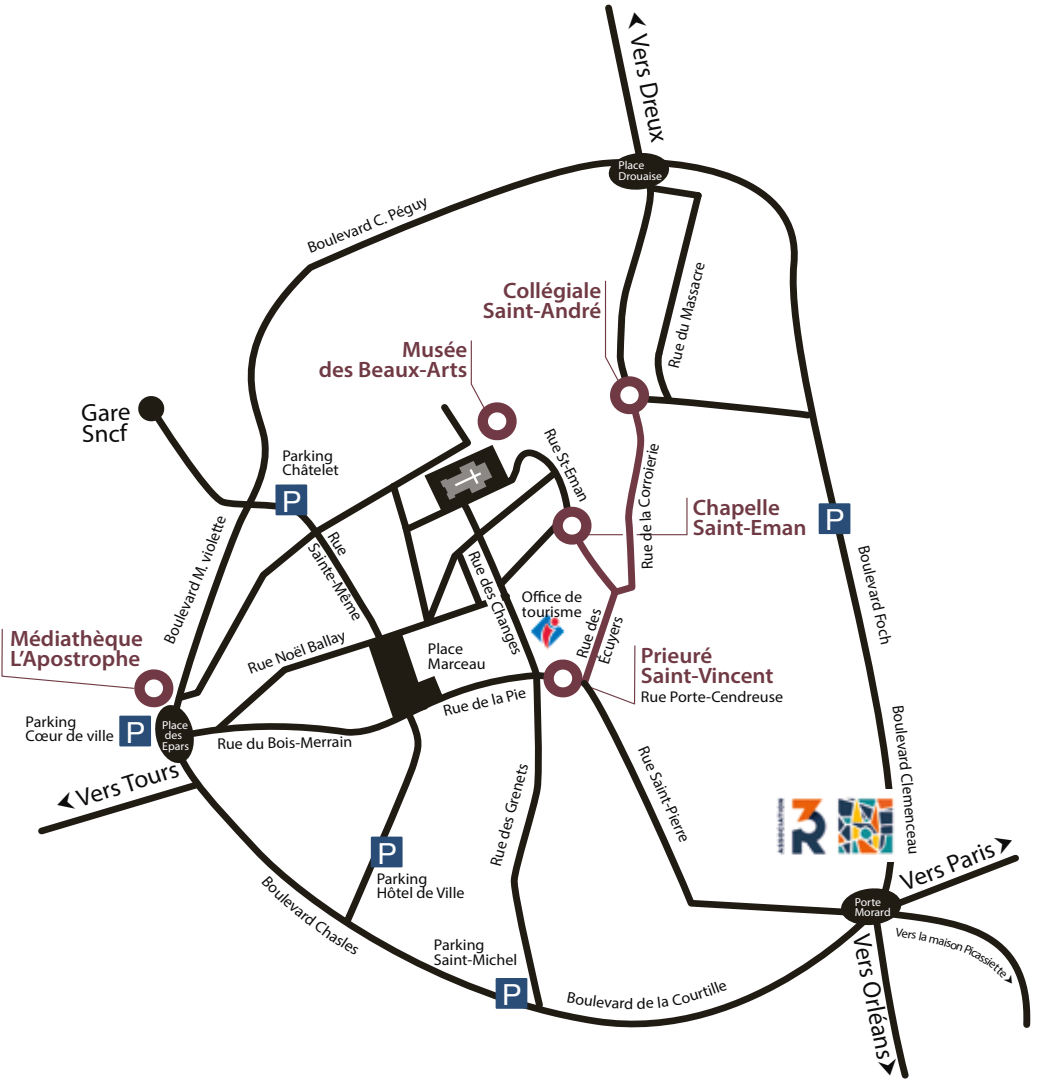 Vers Dreux
Place
Drouaise
Boulevard C. Péguy
Rue du Massacre
Collégiale
Saint-André
Musée
des Beaux-Arts
Gare
Sncf
Parking
Châtelet
P
Rue St-Eman
Rue de la Corroierie
Chapelle
Saint-Eman
P
Boulevard Foch
Boulevard M. violette
Rue
Sainte-Même
Rue des Changes
Office de
tourisme
Rue des
Écuyers
Médiathèque
L'Apostrophe
Rue Noël Ballay
Place
Marceau
Prieuré
Saint-Vincent
Rue Porte-Cendreuse
Rue de la Pie
Parking
Cœur de ville
P
Place
des
Epars
Rue du Bois-Merrain
Vers Tours
Rue des Grenets
Rue Saint-Pierre
Boulevard Clemenceau
ASSOCIATION
3R
P
Parking
Hôtel de Ville
Vers Paris
Porte
Morard
Boulevard Chasles
Vers la maison Picassiette
Parking
Saint-Michel
P
Boulevard de la Courtille
Vers Orléans